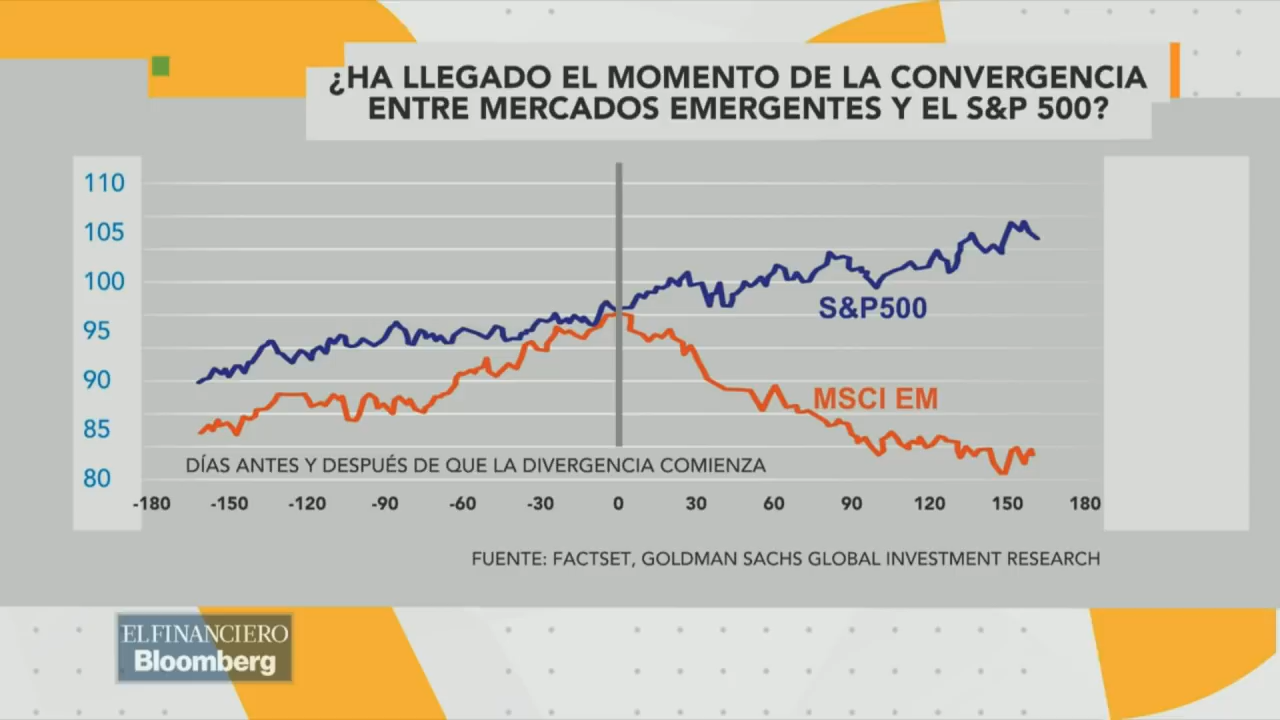 ¿HA LLEGADO EL MOMENTO DE LA CONVERGENCIA
ENTRE MERCADOS EMERGENTES Y EL S&P 500?
110
105
100
95
90
85
80
S&P500
MSCI EM
DÍAS ANTES Y DESPUÉS DE QUE LA DIVERGENCIA COMIENZA
-180 -150 -120 -90 -60 -30 0 30 60 90 120 150 180
FUENTE: FACTSET, GOLDMAN SACHS GLOBAL INVESTMENT RESEARCH
EL FINANCIERO
Bloomberg